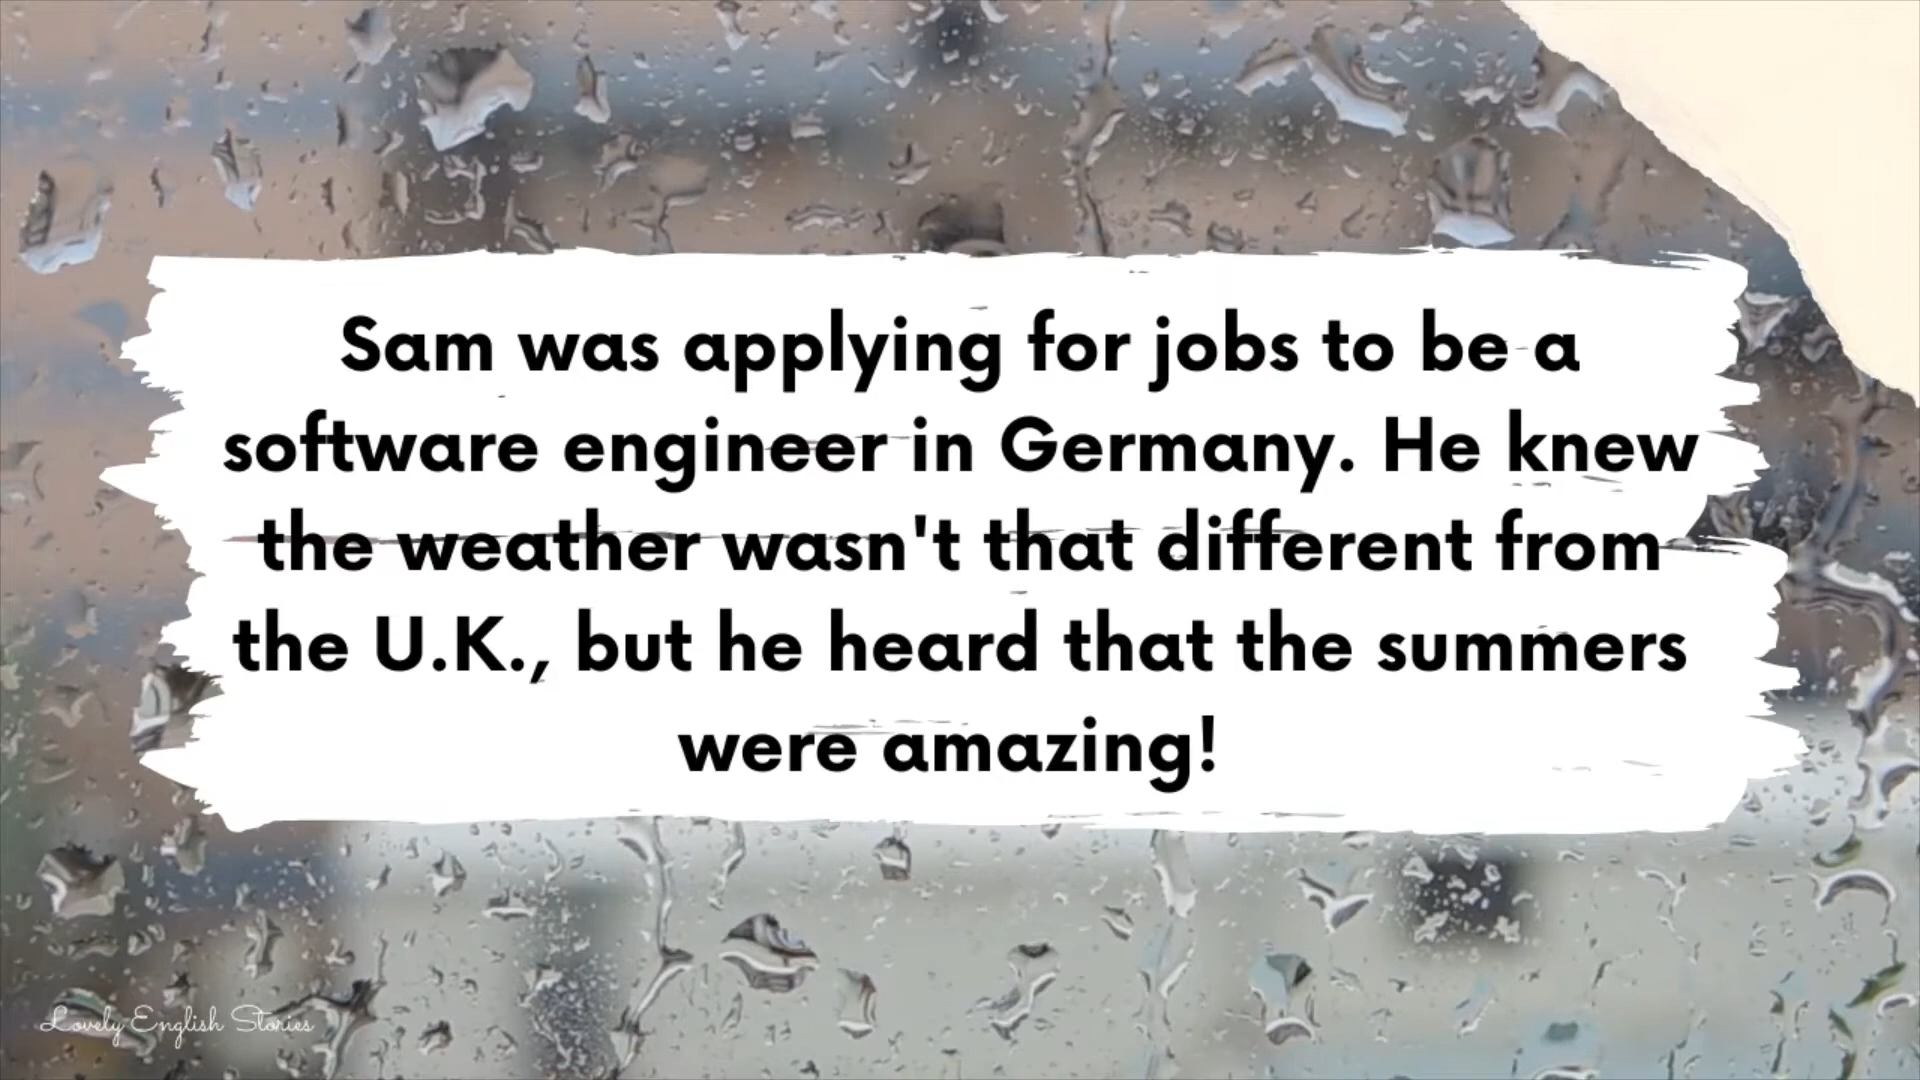 Sam was applying for jobs to be a
software engineer in Germany. He knew
the weather wasn't that different from
the U.K., but he heard that the summers
were amazing!
Lovely English Stories